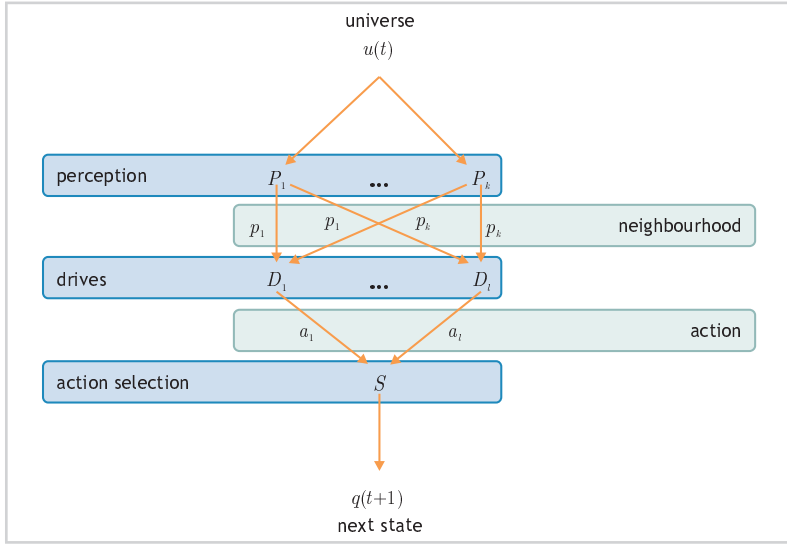 universe
u(t)
perception P₁ ... Pₖ
p₁ p₁ pₖ pₖ neighbourhood
drives D₁ ... Dₗ
a₁ aₗ action
action selection S
q(t+1)
next state